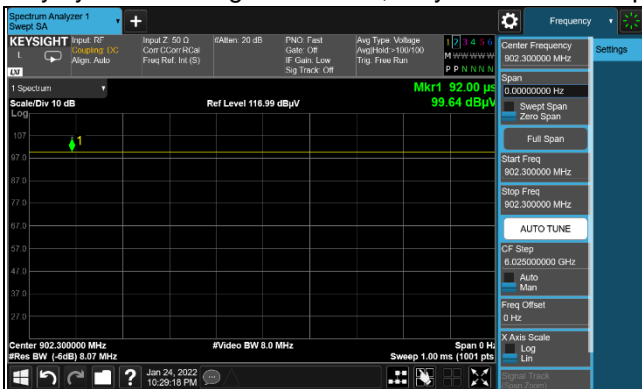 Spectrum Analyzer 1
Swept SA
Frequency
KEYSIGHT
L
Input: RF
Coupling: DC
Align: Auto
Input Z: 50 Ω
Corr CCorr RCal
Freq Ref: Int (S)
#Atten: 20 dB
PNO: Fast
Gate: Off
IF Gain: Low
Sig Track: Off
Avg Type: Voltage
Avg|Hold:>100/100
Trig: Free Run
1 2 3 4 5 6
M W W W W W
P P N N N N
LXI
1 Spectrum
Scale/Div 10 dB
Log
Ref Level 116.99 dBµV
Mkr1 92.00 µs
99.64 dBµV
1
107
97.0
87.0
77.0
67.0
57.0
47.0
37.0
27.0
Center 902.300000 MHz
#Res BW (-6dB) 8.07 MHz
#Video BW 8.0 MHz
Span 0 Hz
Sweep 1.00 ms (1001 pts
Center Frequency
902.300000 MHz
Settings
Span
0.00000000 Hz
Swept Span
Zero Span
Full Span
Start Freq
902.300000 MHz
Stop Freq
902.300000 MHz
AUTO TUNE
CF Step
6.025000000 GHz
Auto
Man
Freq Offset
0 Hz
X Axis Scale
Log
Lin
Signal Track
(Span Zoom)
?
Jan 24, 2022
10:29:18 PM